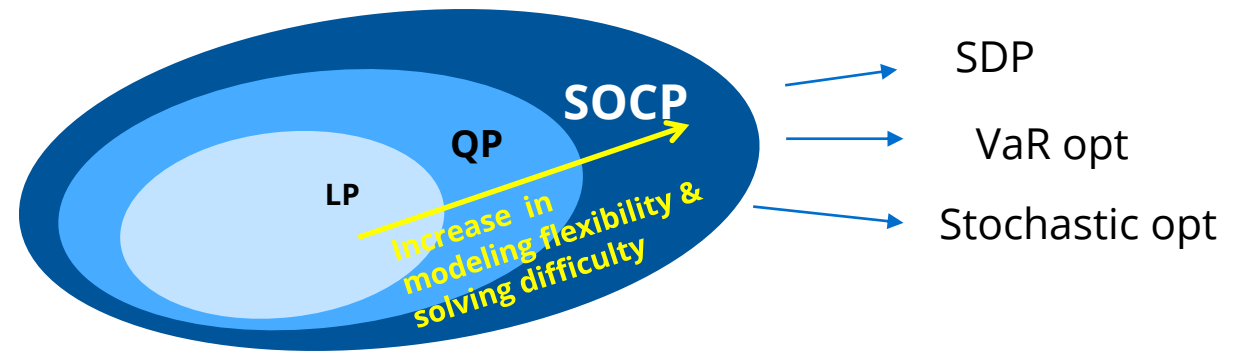 LP
QP
SOCP
Increase in
modeling flexibility &
solving difficulty
SDP
VaR opt
Stochastic opt